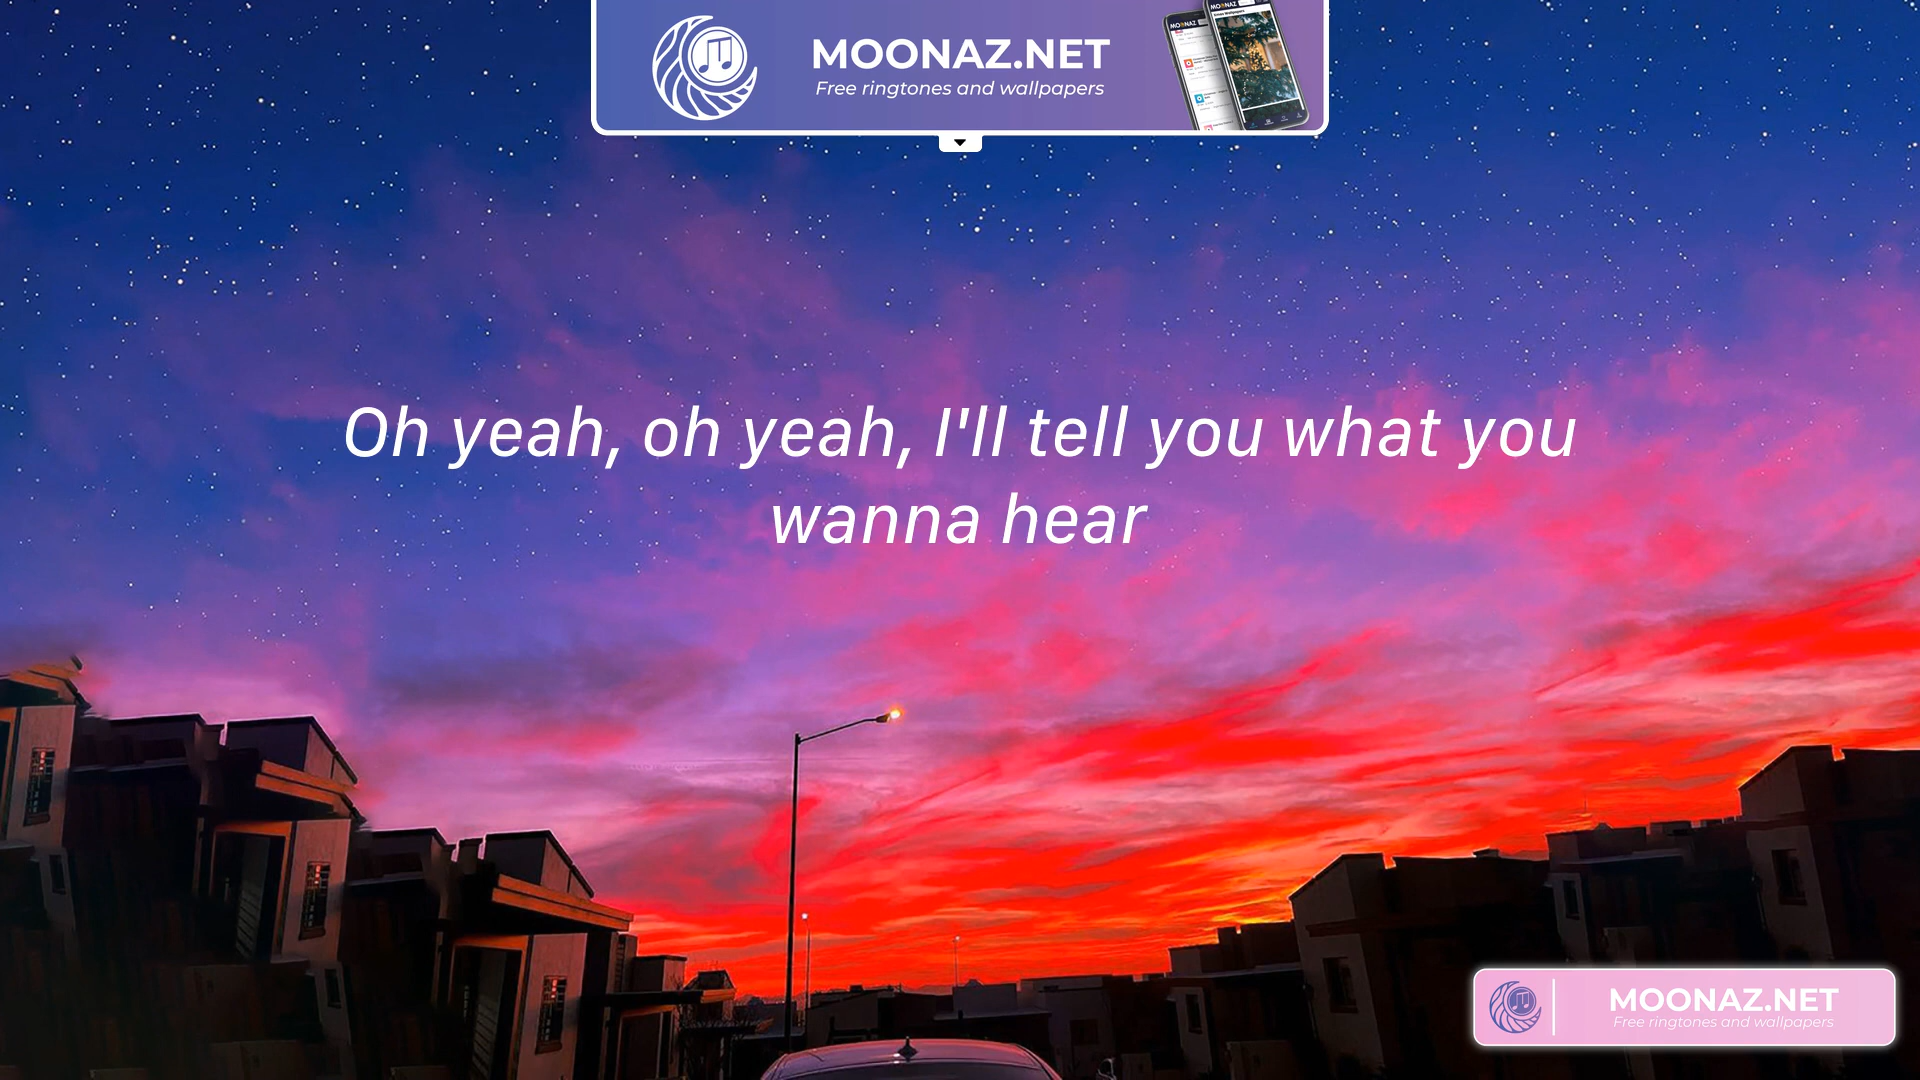 MOONAZ.NET
Free ringtones and wallpapers
Oh yeah, oh yeah, I'll tell you what you
wanna hear
MOONAZ.NET
Free ringtones and wallpapers